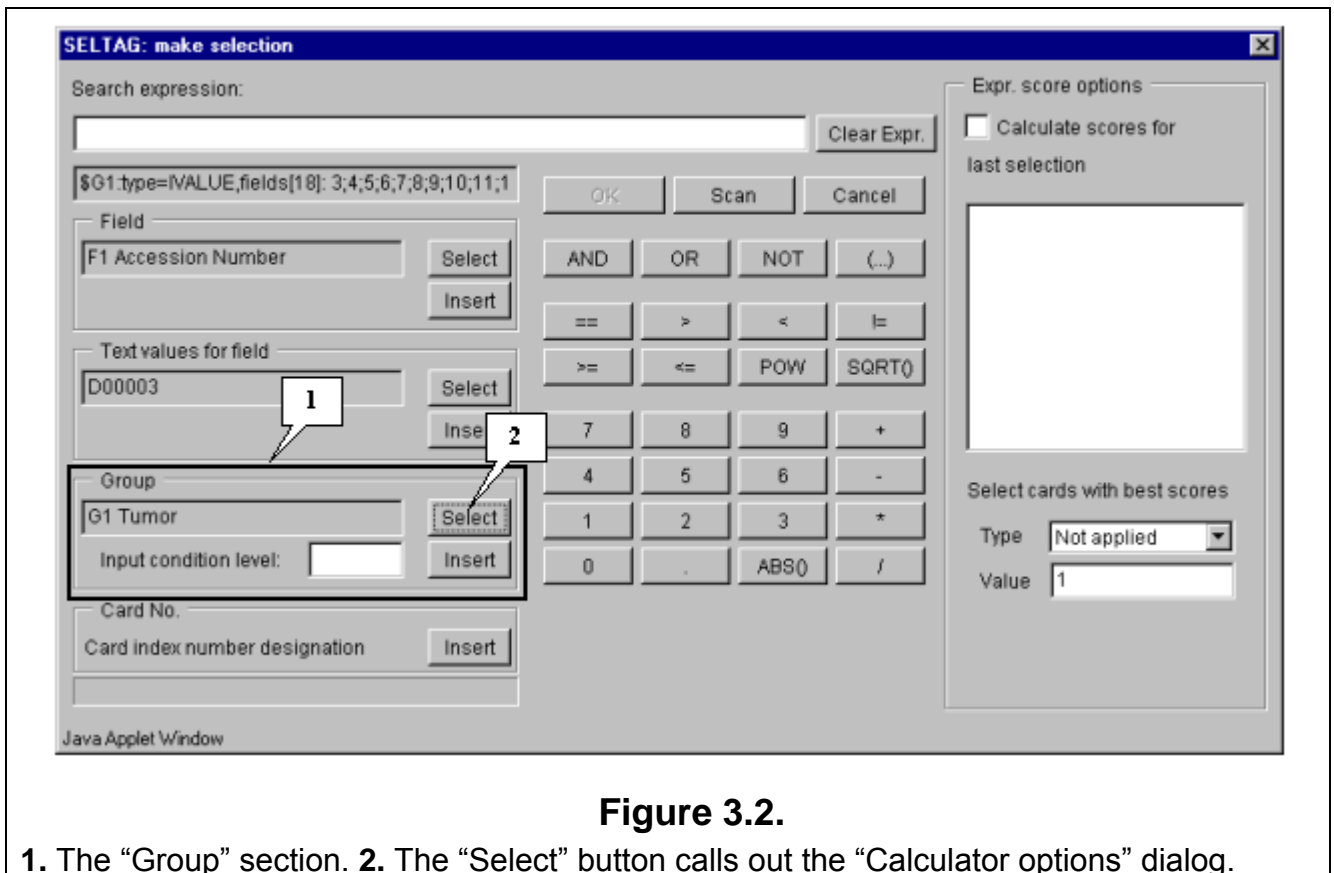 SELTAG: make selection
Search expression:
Clear Expr.
$G1:type=IVALUE,fields[18]: 3;4;5;6;7;8;9;10;11;1
OK Scan Cancel
Field
F1 Accession Number Select
Insert
AND OR NOT (...)
== > < !=
>= <= POW SQRT()
Text values for field
D00003 Select
Inse
1
2
7 8 9 +
4 5 6 -
1 2 3 *
0 . ABS() /
Group
G1 Tumor Select
Input condition level: Insert
Card No.
Card index number designation Insert
Expr. score options
Calculate scores for
last selection
Select cards with best scores
Type Not applied
Value 1
Java Applet Window
Figure 3.2.
1. The “Group” section. 2. The “Select” button calls out the “Calculator options” dialog.